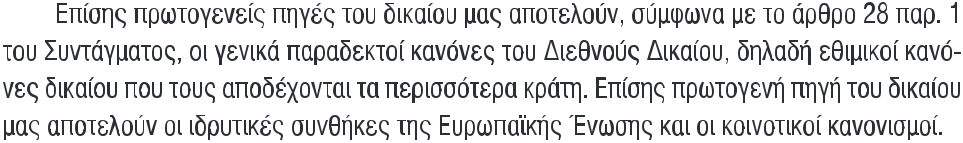 Επίσης πρωτογενείς πηγές του δικαίου μας αποτελούν, σύμφωνα με το άρθρο 28 παρ. 1
του Συντάγματος, οι γενικά παραδεκτοί κανόνες του Διεθνούς Δικαίου, δηλαδή εθιμικοί κανό-
νες δικαίου που τους αποδέχονται τα περισσότερα κράτη. Επίσης πρωτογενή πηγή του δικαίου
μας αποτελούν οι ιδρυτικές συνθήκες της Ευρωπαϊκής Ένωσης και οι κοινοτικοί κανονισμοί.